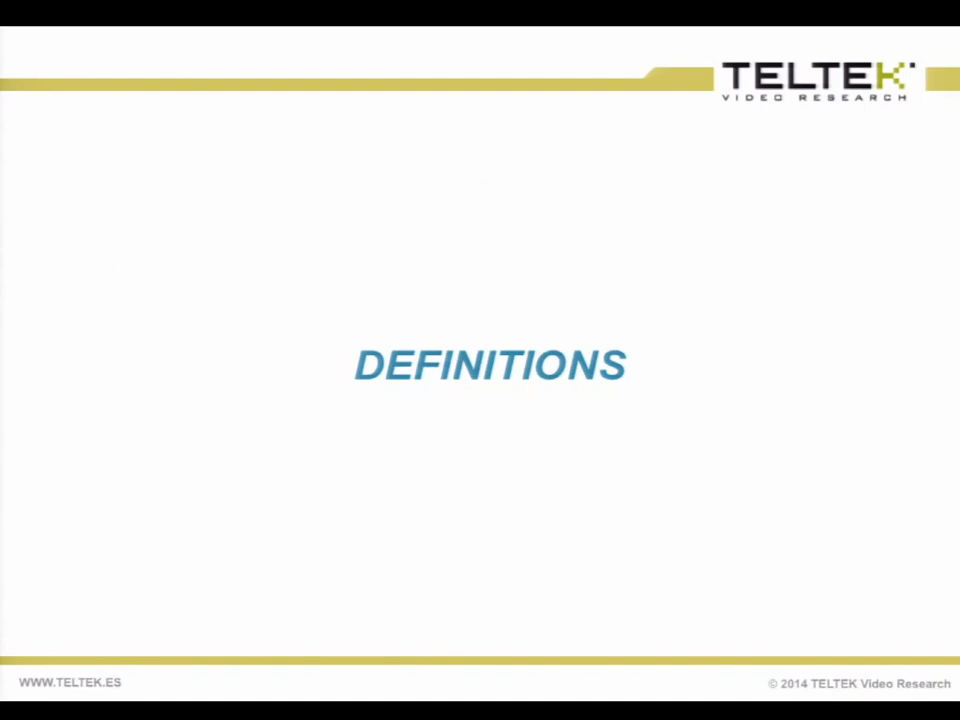 TELTEK
VIDEO RESEARCH
DEFINITIONS
WWW.TELTEK.ES
© 2014 TELTEK Video Research